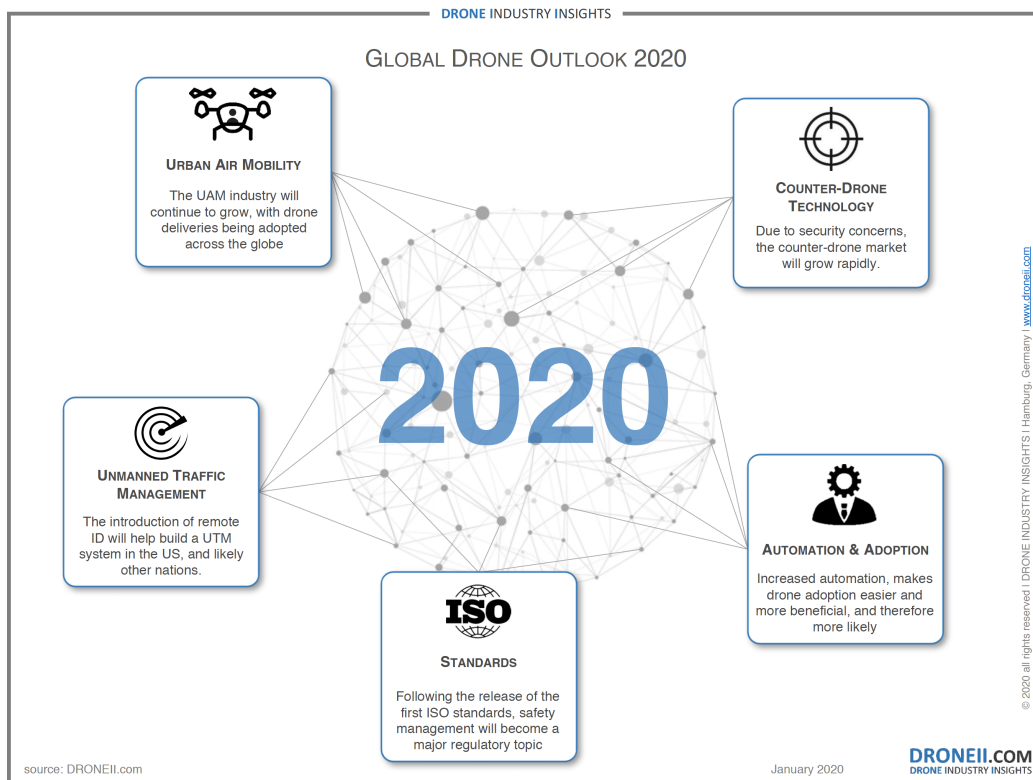 DRONE INDUSTRY INSIGHTS
GLOBAL DRONE OUTLOOK 2020
URBAN AIR MOBILITY
The UAM industry will
continue to grow, with drone
deliveries being adopted
across the globe
COUNTER-DRONE
TECHNOLOGY
Due to security concerns,
the counter-drone market
will grow rapidly.
2020
UNMANNED TRAFFIC
MANAGEMENT
The introduction of remote
ID will help build a UTM
system in the US, and likely
other nations.
AUTOMATION & ADOPTION
Increased automation, makes
drone adoption easier and
more beneficial, and therefore
more likely
ISO
STANDARDS
Following the release of the
first ISO standards, safety
management will become a
major regulatory topic
© 2020 all rights reserved | DRONE INDUSTRY INSIGHTS | Hamburg, Germany | www.droneii.com
source: DRONEII.com
January 2020
DRONEII.COM
DRONE INDUSTRY INSIGHTS